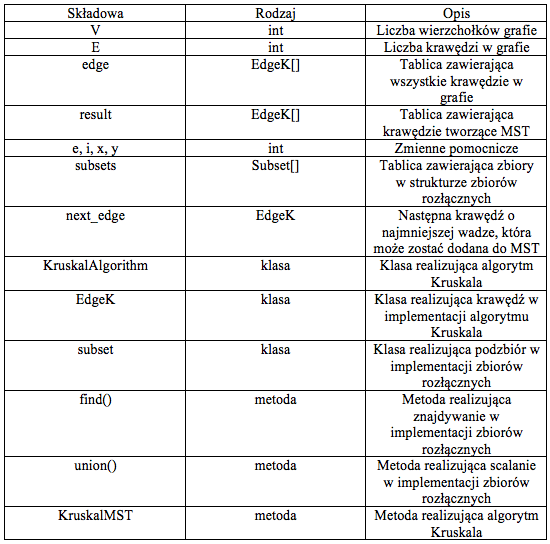 Składowa Rodzaj Opis
V int Liczba wierzchołków grafie
E int Liczba krawędzi w grafie
edge EdgeK[] Tablica zawierająca
wszystkie krawędzie w
grafie
result EdgeK[] Tablica zawierająca
krawędzie tworzące MST
e, i, x, y int Zmienne pomocnicze
subsets Subset[] Tablica zawierająca zbiory
w strukturze zbiorów
rozłącznych
next_edge EdgeK Następna krawędź o
najmniejszej wadze, która
może zostać dodana do MST
KruskalAlgorithm klasa Klasa realizująca algorytm
Kruskala
EdgeK klasa Klasa realizująca krawędź w
implementacji algorytmu
Kruskala
subset klasa Klasa realizująca podzbiór w
implementacji zbiorów
rozłącznych
find() metoda Metoda realizująca
znajdywanie w
implementacji zbiorów
rozłącznych
union() metoda Metoda realizująca scalanie
w implementacji zbiorów
rozłącznych
KruskalMST metoda Metoda realizująca algorytm
Kruskala